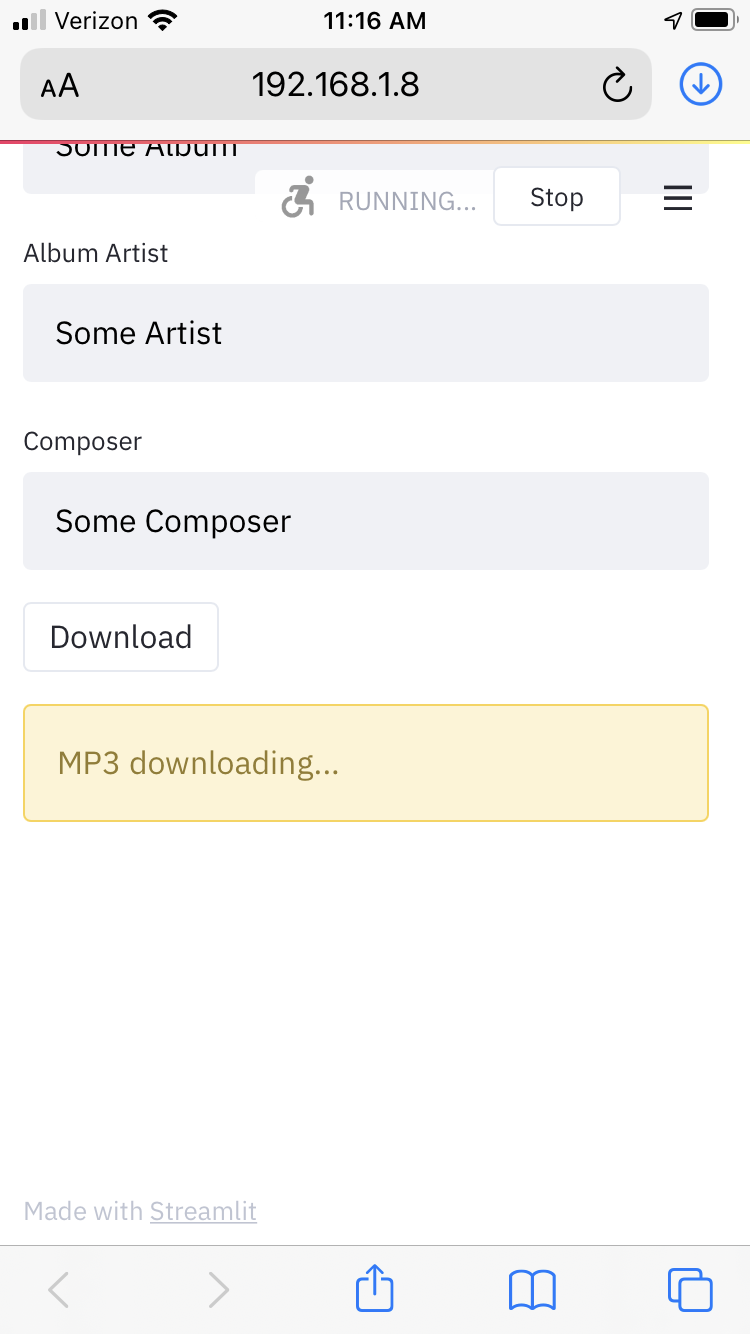 Verizon 11:16 AM
AA 192.168.1.8
Some Album
RUNNING... Stop
Album Artist
Some Artist
Composer
Some Composer
Download
MP3 downloading...
Made with Streamlit